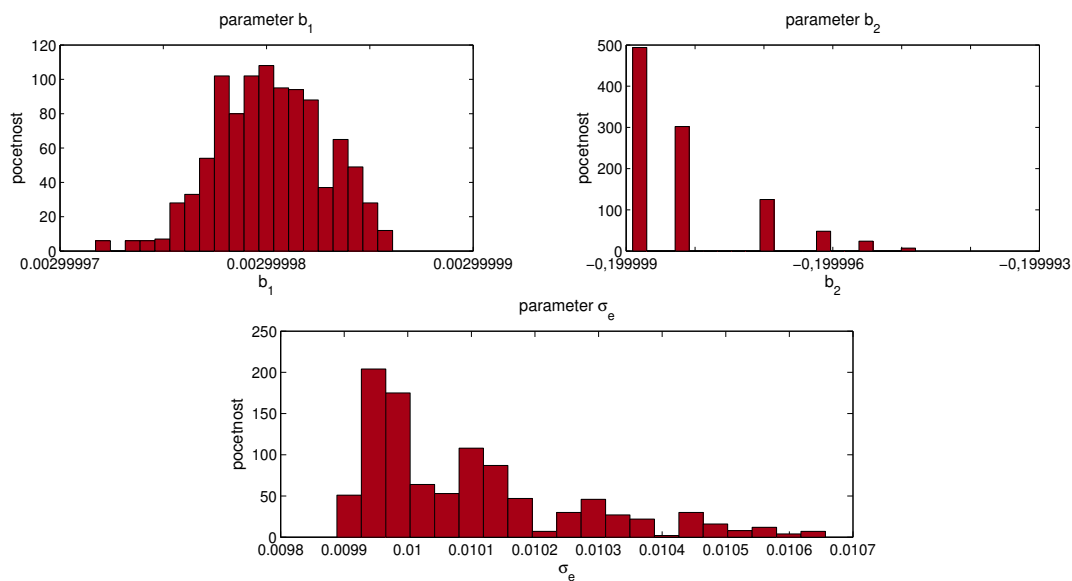 parameter b₁
pocetnost
120
100
80
60
40
20
0
0.00299997 0.00299998 0.00299999
b₁
parameter b₂
pocetnost
500
400
300
200
100
0
−0,199999 −0,199996 −0,199993
b₂
parameter σₑ
pocetnost
250
200
150
100
50
0
0.0098 0.0099 0.01 0.0101 0.0102 0.0103 0.0104 0.0105 0.0106 0.0107
σₑ